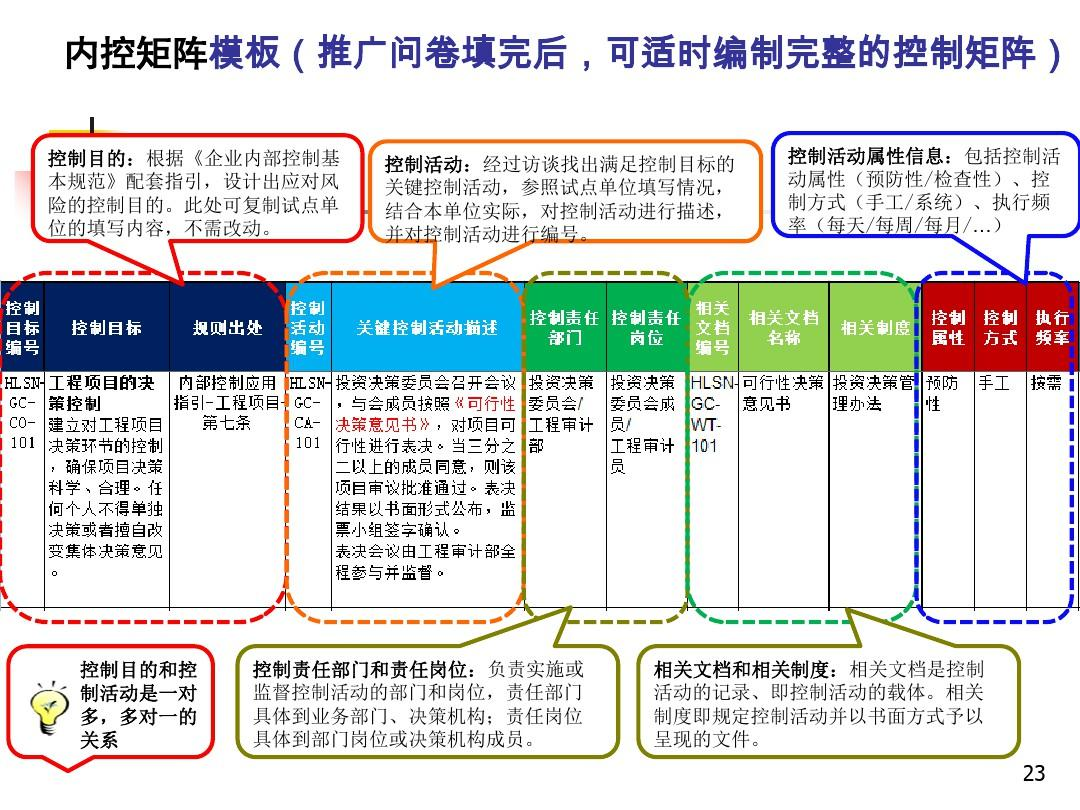 内控矩阵模板（推广问卷填完后，可适时编制完整的控制矩阵）
控制目的：根据《企业内部控制基
本规范》配套指引，设计出应对风
险的控制目的。此处可复制试点单
位的填写内容，不需改动。
控制活动：经过访谈找出满足控制目标的
关键控制活动，参照试点单位填写情况，
结合本单位实际，对控制活动进行描述，
并对控制活动进行编号。
控制活动属性信息：包括控制活
动属性（预防性/检查性）、控
制方式（手工/系统）、执行频
率（每天/每周/每月/…）
控制
目标
编号
控制目标
规则出处
控制
活动
编号
关键控制活动描述
控制责任
部门
控制责任
岗位
相关
文档
编号
相关文档
名称
相关制度
控制
属性
控制
方式
执行
频率
HLSN-
GC-
CO-
101
工程项目的决
策控制
建立对工程项目
决策环节的控制
，确保项目决策
科学、合理。任
何个人不得单独
决策或者擅自改
变集体决策意见
。
内部控制应用
指引-工程项目-
第七条
HLSN-
GC-
CA-
101
投资决策委员会召开会议
，与会成员按照《可行性
决策意见书》，对项目可
行性进行表决。当三分之
二以上的成员同意，则该
项目审议批准通过。表决
结果以书面形式公布，监
票小组签字确认。
表决会议由工程审计部全
程参与并监督。
投资决策
委员会/
工程审计
部
投资决策
委员会成
员/
工程审计
员
HLSN-
GC-
WT-
101
可行性决策
意见书
投资决策管
理办法
预防
性
手工
按需
控制目的和控
制活动是一对
多，多对一的
关系
控制责任部门和责任岗位：负责实施或
监督控制活动的部门和岗位，责任部门
具体到业务部门、决策机构；责任岗位
具体到部门岗位或决策机构成员。
相关文档和相关制度：相关文档是控制
活动的记录、即控制活动的载体。相关
制度即规定控制活动并以书面方式予以
呈现的文件。
23